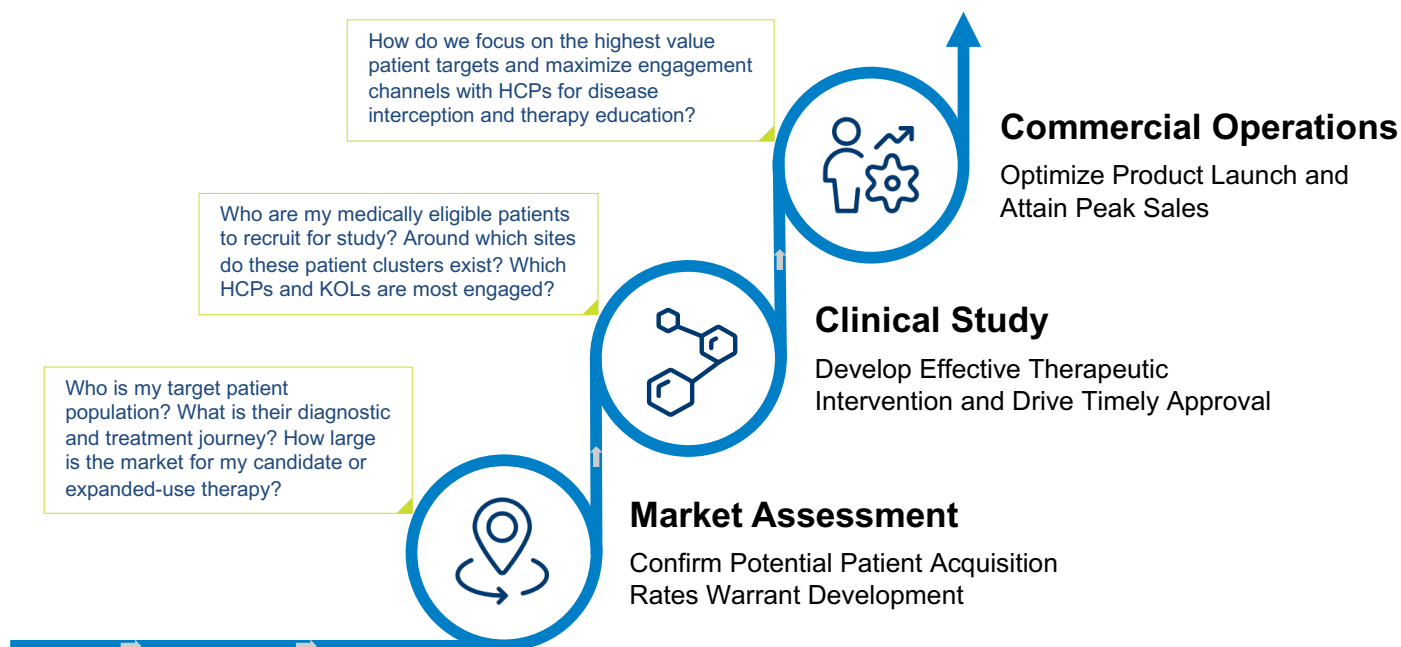 How do we focus on the highest value
patient targets and maximize engagement
channels with HCPs for disease
interception and therapy education?
Commercial Operations
Optimize Product Launch and
Attain Peak Sales
Who are my medically eligible patients
to recruit for study? Around which sites
do these patient clusters exist? Which
HCPs and KOLs are most engaged?
Clinical Study
Develop Effective Therapeutic
Intervention and Drive Timely Approval
Who is my target patient
population? What is their diagnostic
and treatment journey? How large
is the market for my candidate or
expanded-use therapy?
Market Assessment
Confirm Potential Patient Acquisition
Rates Warrant Development